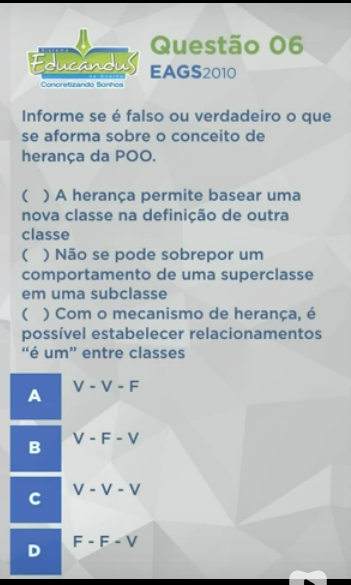 Sistema
Educandus
de Ensino
Concretizando Sonhos
Questão 06
EAGS2010
Informe se é falso ou verdadeiro o que
se aforma sobre o conceito de
herança da POO.
( ) A herança permite basear uma
nova classe na definição de outra
classe
( ) Não se pode sobrepor um
comportamento de uma superclasse
em uma subclasse
( ) Com o mecanismo de herança, é
possível estabelecer relacionamentos
“é um” entre classes
A V - V - F
B V - F - V
C V - V - V
D F - F - V